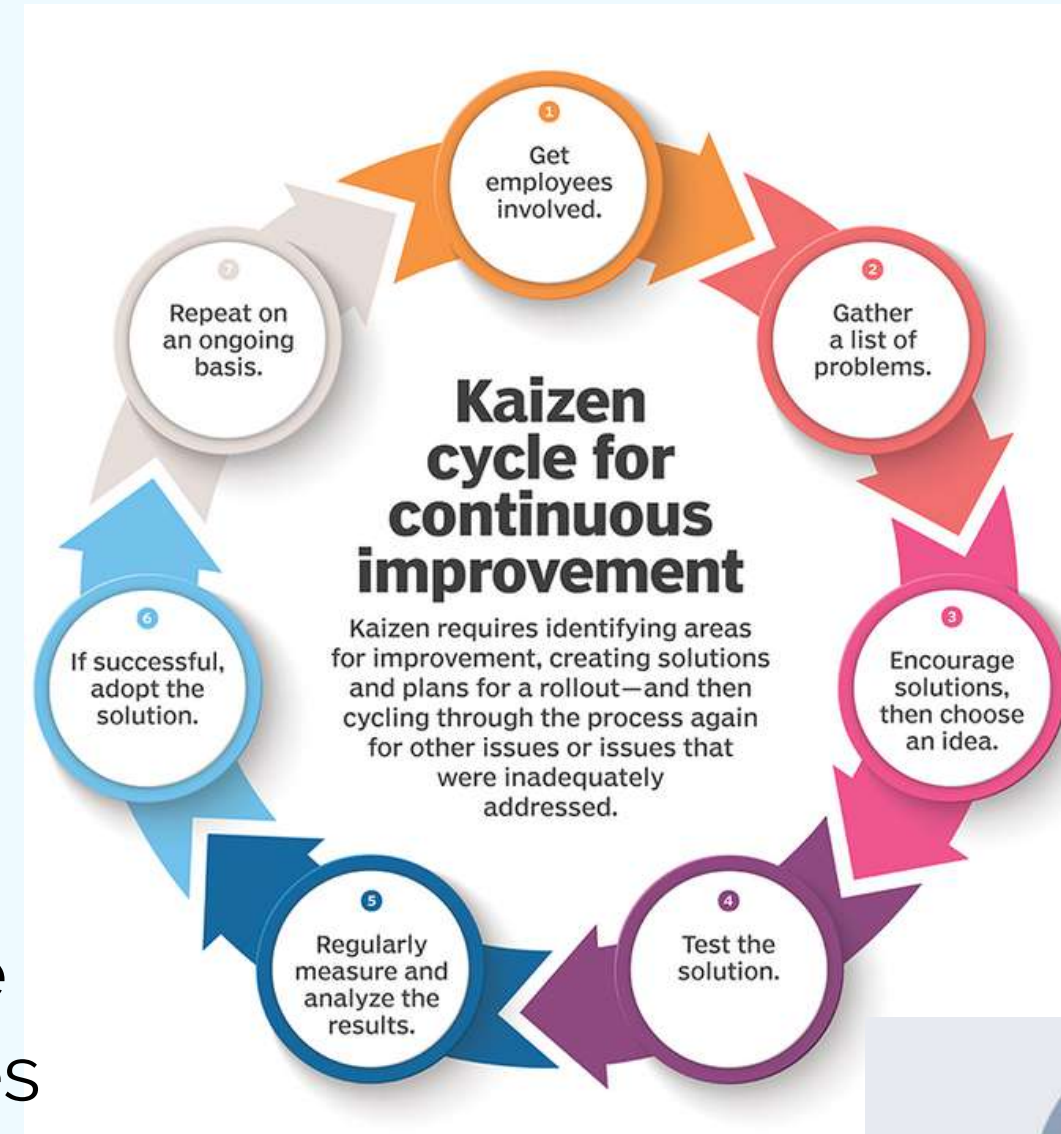 1
Get
employees
involved.
2
Gather
a list of
problems.
3
Encourage
solutions,
then choose
an idea.
4
Test the
solution.
5
Regularly
measure and
analyze the
results.
6
If successful,
adopt the
solution.
7
Repeat on
an ongoing
basis.
Kaizen
cycle for
continuous
improvement
Kaizen requires identifying areas
for improvement, creating solutions
and plans for a rollout—and then
cycling through the process again
for other issues or issues that
were inadequately
addressed.